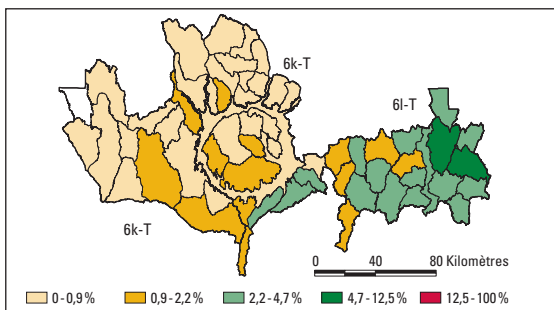 6k-T
6l-T
6k-T
0 40 80 Kilomètres
0 - 0,9 % 0,9 - 2,2 % 2,2 - 4,7 % 4,7 - 12,5 % 12,5 - 100 %